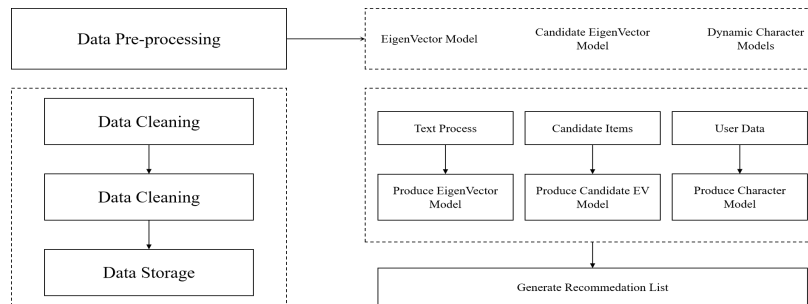 Data Pre-processing
EigenVector Model
Candidate EigenVector
Model
Dynamic Character
Models
Data Cleaning
Data Cleaning
Data Storage
Text Process
Candidate Items
User Data
Produce EigenVector
Model
Produce Candidate EV
Model
Produce Character
Model
Generate Recommedation List